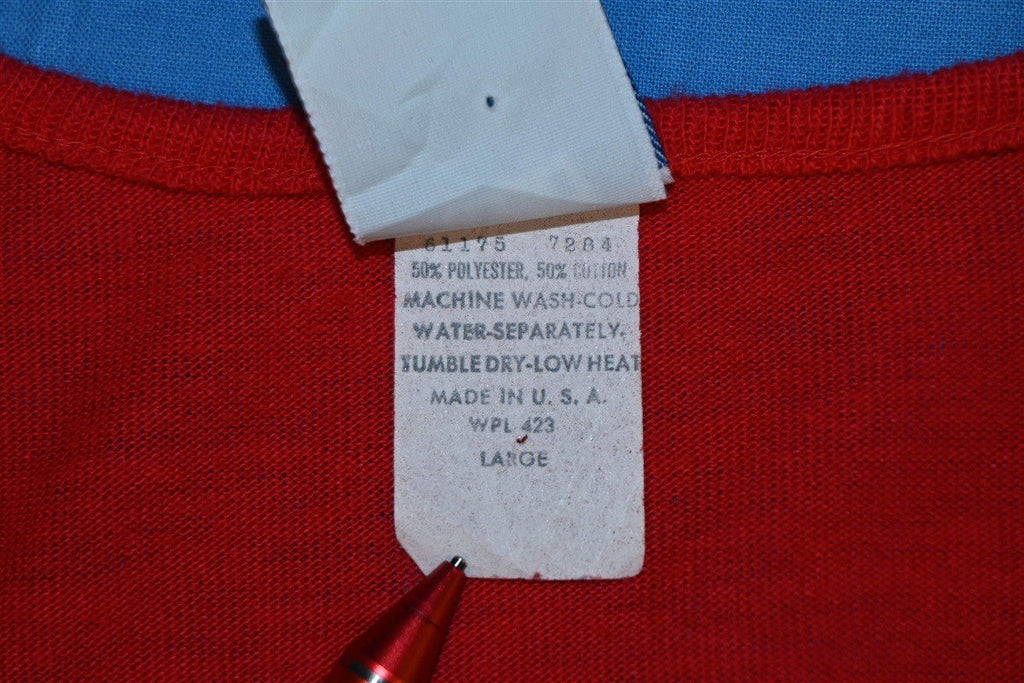 61175 7284
50% POLYESTER, 50% COTTON
MACHINE WASH-COLD
WATER-SEPARATELY.
TUMBLE DRY-LOW HEAT
MADE IN U. S. A.
WPL 423
LARGE